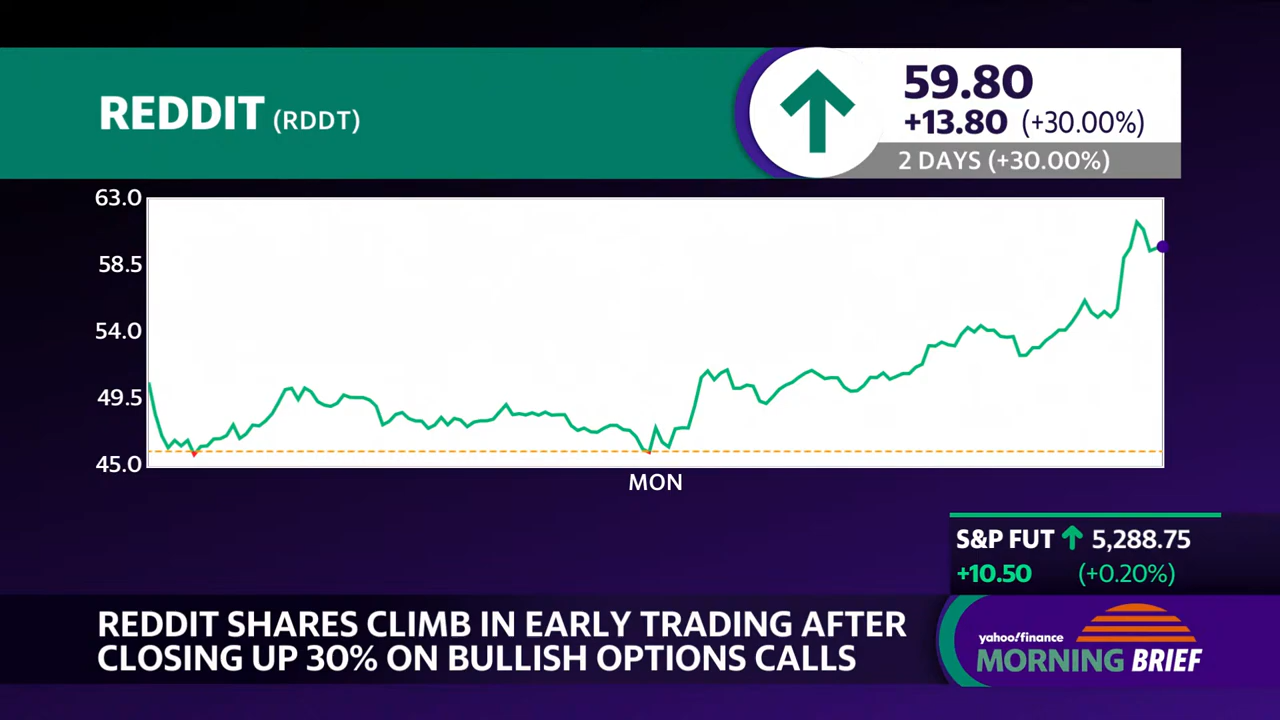 REDDIT (RDDT)
59.80
+13.80 (+30.00%)
2 DAYS (+30.00%)
63.0
58.5
54.0
49.5
45.0
MON
S&P FUT 5,288.75
+10.50 (+0.20%)
REDDIT SHARES CLIMB IN EARLY TRADING AFTER
CLOSING UP 30% ON BULLISH OPTIONS CALLS
yahoo!finance
MORNING BRIEF